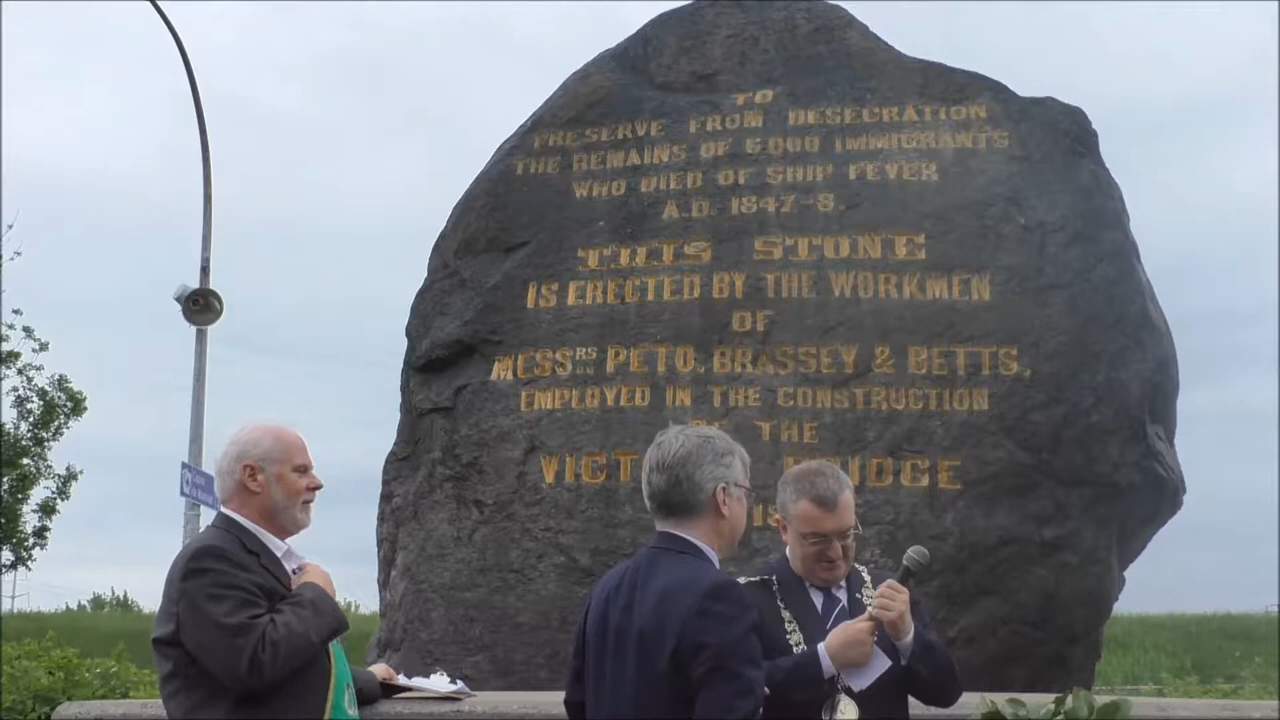 TO
PRESERVE FROM DESECRATION
THE REMAINS OF 6000 IMMIGRANTS
WHO DIED OF SHIP FEVER
A.D. 1847-8.
THIS STONE
IS ERECTED BY THE WORKMEN
OF
MESSRS PETO, BRASSEY & BETTS,
EMPLOYED IN THE CONSTRUCTION
THE